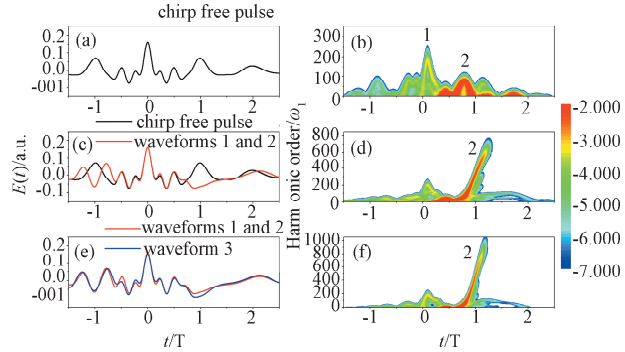 chirp free pulse
(a)
0.2
0.1
0
-001
-1 0 1 2
(b)
1
2
300
200
100
0
-1 0 1 2
chirp free pulse
waveforms 1 and 2
(c)
0.2
0.1
0
-0.1
-1 0 1 2
(d)
2
800
600
400
200
0
-1 0 1 2
waveforms 1 and 2
waveform 3
(e)
0.2
0.1
0
-001
-1 0 1 2
t/T
(f)
2
1000
800
600
400
200
0
-1 0 1 2
t/T
E(t)/a.u.
Harm onic order/ω₁
-2.000
-3.000
-4.000
-5.000
-6.000
-7.000